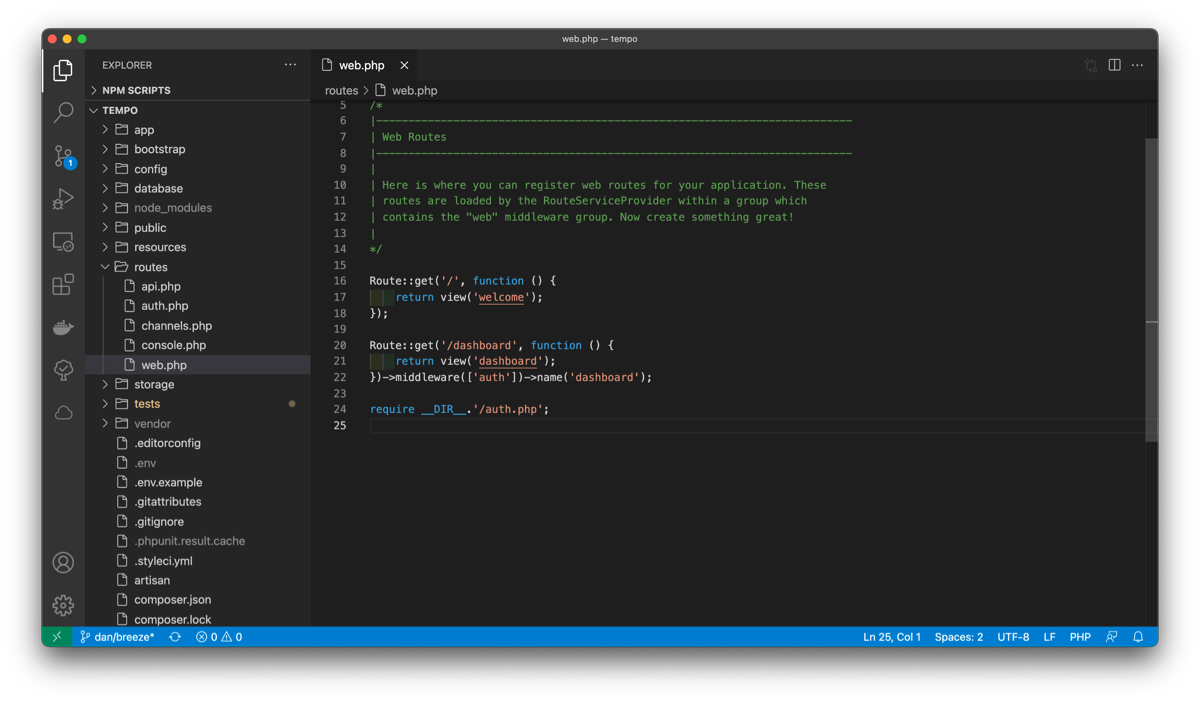 web.php — tempo
EXPLORER
NPM SCRIPTS
TEMPO
app
bootstrap
config
database
node_modules
public
resources
routes
api.php
auth.php
channels.php
console.php
web.php
storage
tests
vendor
.editorconfig
.env
.env.example
.gitattributes
.gitignore
.phpunit.result.cache
.styleci.yml
artisan
composer.json
composer.lock
1
web.php
routes > web.php
5 /*
6 |--------------------------------------------------------------------------
7 | Web Routes
8 |--------------------------------------------------------------------------
9 |
10 | Here is where you can register web routes for your application. These
11 | routes are loaded by the RouteServiceProvider within a group which
12 | contains the "web" middleware group. Now create something great!
13 |
14 */
15
16 Route::get('/', function () {
17 return view('welcome');
18 });
19
20 Route::get('/dashboard', function () {
21 return view('dashboard');
22 })->middleware(['auth'])->name('dashboard');
23
24 require __DIR__.'/auth.php';
25
dan/breeze* 0 0 Ln 25, Col 1 Spaces: 2 UTF-8 LF PHP